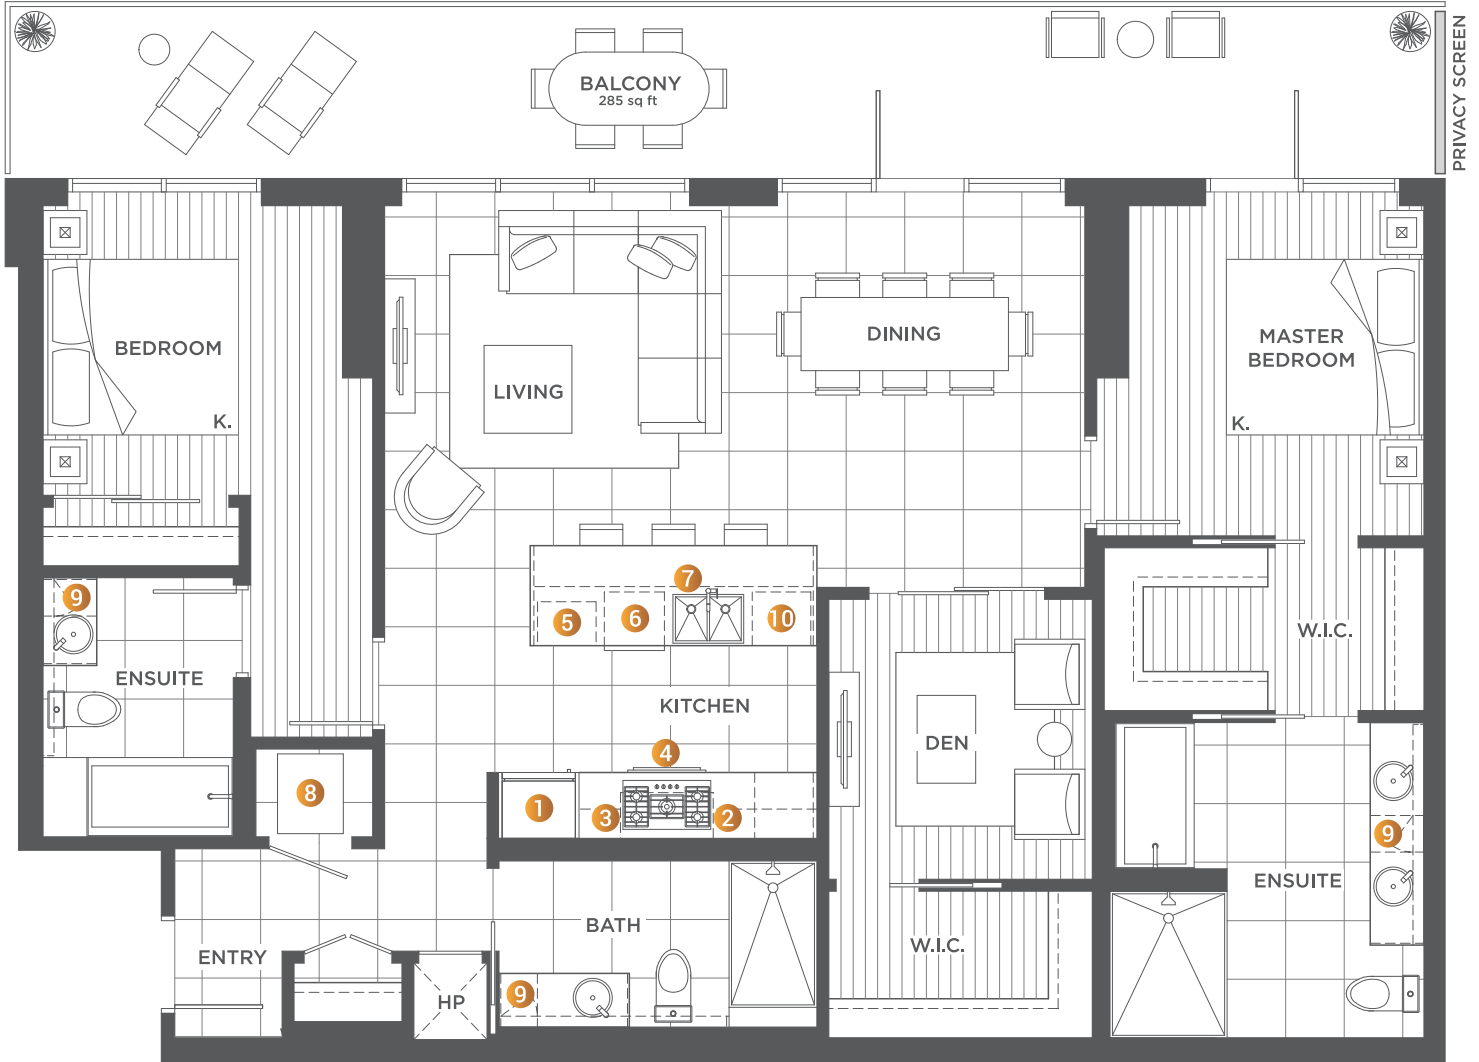 BALCONY
285 sq ft
PRIVACY SCREEN
BEDROOM
K.
LIVING
DINING
MASTER
BEDROOM
K.
9
7
5
6
10
ENSUITE
W.I.C.
KITCHEN
4
DEN
8
1
3
2
9
ENSUITE
BATH
W.I.C.
ENTRY
HP
9